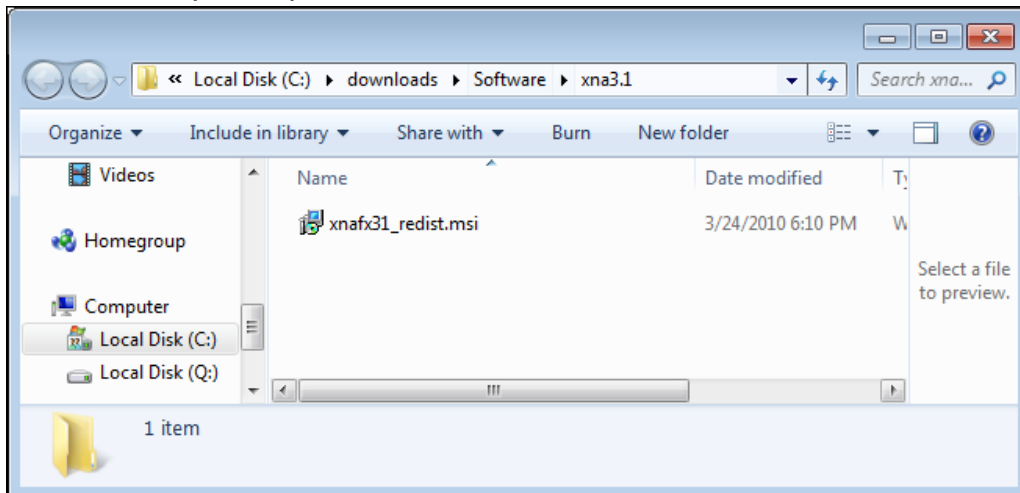 « Local Disk (C:) ▸ downloads ▸ Software ▸ xna3.1 Search xna...
Organize Include in library Share with Burn New folder
Videos
Homegroup
Computer
Local Disk (C:)
Local Disk (Q:)
Name Date modified
xnafx31_redist.msi 3/24/2010 6:10 PM
Select a file
to preview.
1 item